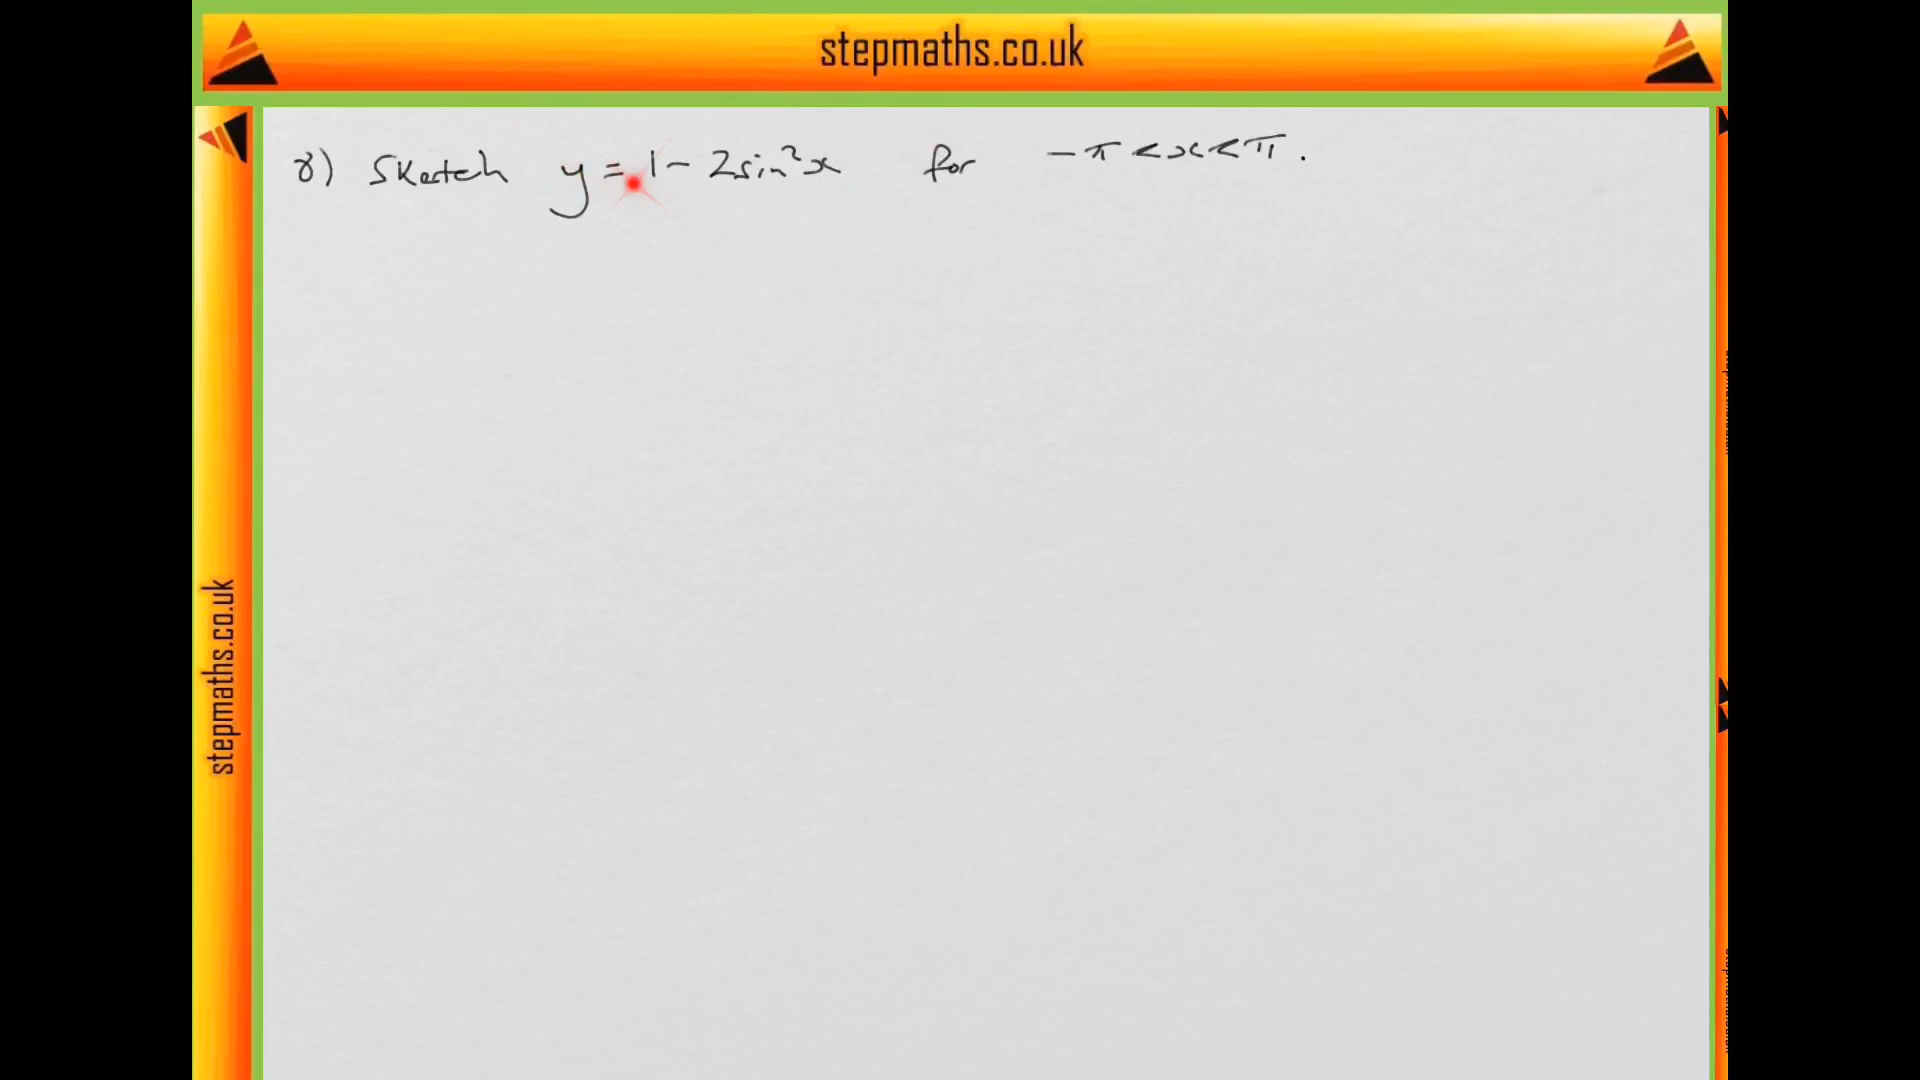 stepmaths.co.uk
8) Sketch y = 1 - 2sin²x for -π < x < π.
stepmaths.co.uk